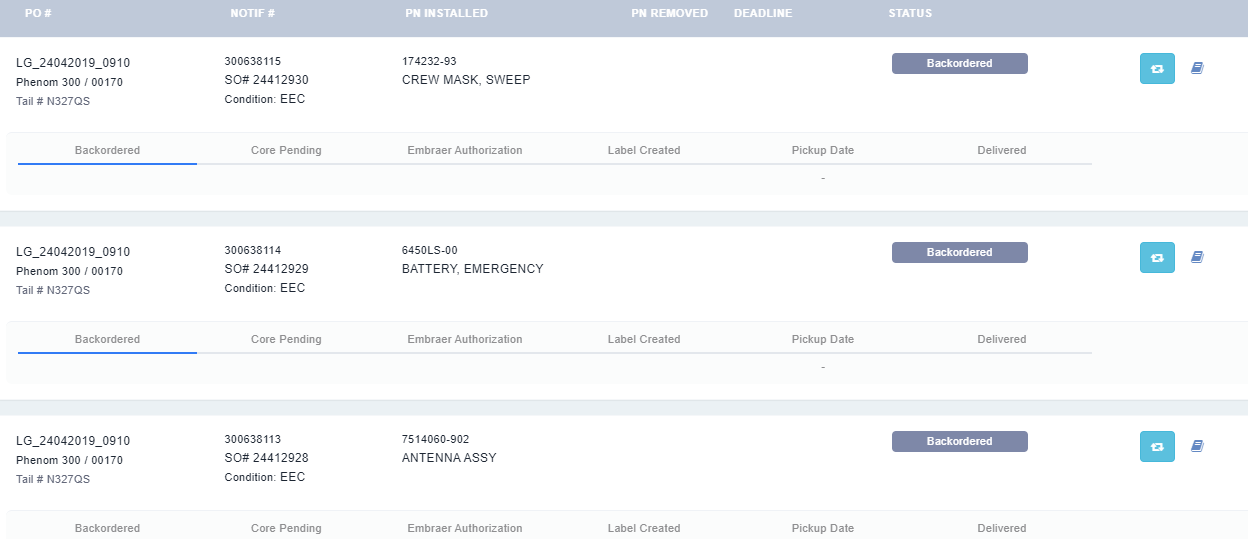 PO # NOTIF # PN INSTALLED PN REMOVED DEADLINE STATUS
LG_24042019_0910 300638115 174232-93 Backordered
Phenom 300 / 00170 SO# 24412930 CREW MASK, SWEEP
Tail # N327QS Condition: EEC
Backordered Core Pending Embraer Authorization Label Created Pickup Date Delivered
-
LG_24042019_0910 300638114 6450LS-00 Backordered
Phenom 300 / 00170 SO# 24412929 BATTERY, EMERGENCY
Tail # N327QS Condition: EEC
Backordered Core Pending Embraer Authorization Label Created Pickup Date Delivered
-
LG_24042019_0910 300638113 7514060-902 Backordered
Phenom 300 / 00170 SO# 24412928 ANTENNA ASSY
Tail # N327QS Condition: EEC
Backordered Core Pending Embraer Authorization Label Created Pickup Date Delivered